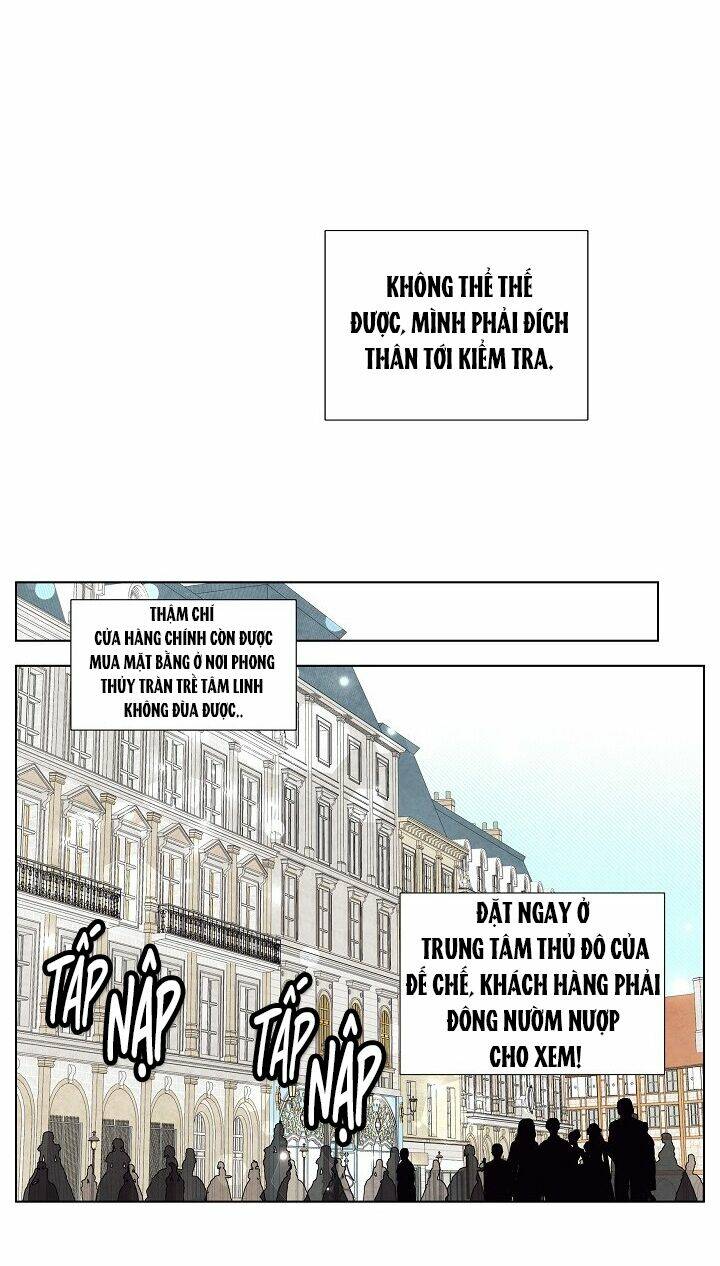 KHÔNG THỂ THẾ
ĐƯỢC, MÌNH PHẢI ĐÍCH
THÂN TỚI KIỂM TRA.
THẬM CHÍ
CỬA HÀNG CHÍNH CÒN ĐƯỢC
MUA MẶT BẰNG Ở NƠI PHONG
THỦY TRÀN TRỀ TÂM LINH
KHÔNG ĐÙA ĐƯỢC..
ĐẶT NGAY Ở
TRUNG TÂM THỦ ĐÔ CỦA
ĐẾ CHẾ, KHÁCH HÀNG PHẢI
ĐÔNG NƯỜM NƯỢP
CHO XEM!
TẤP NẬP
TẤP NẬP